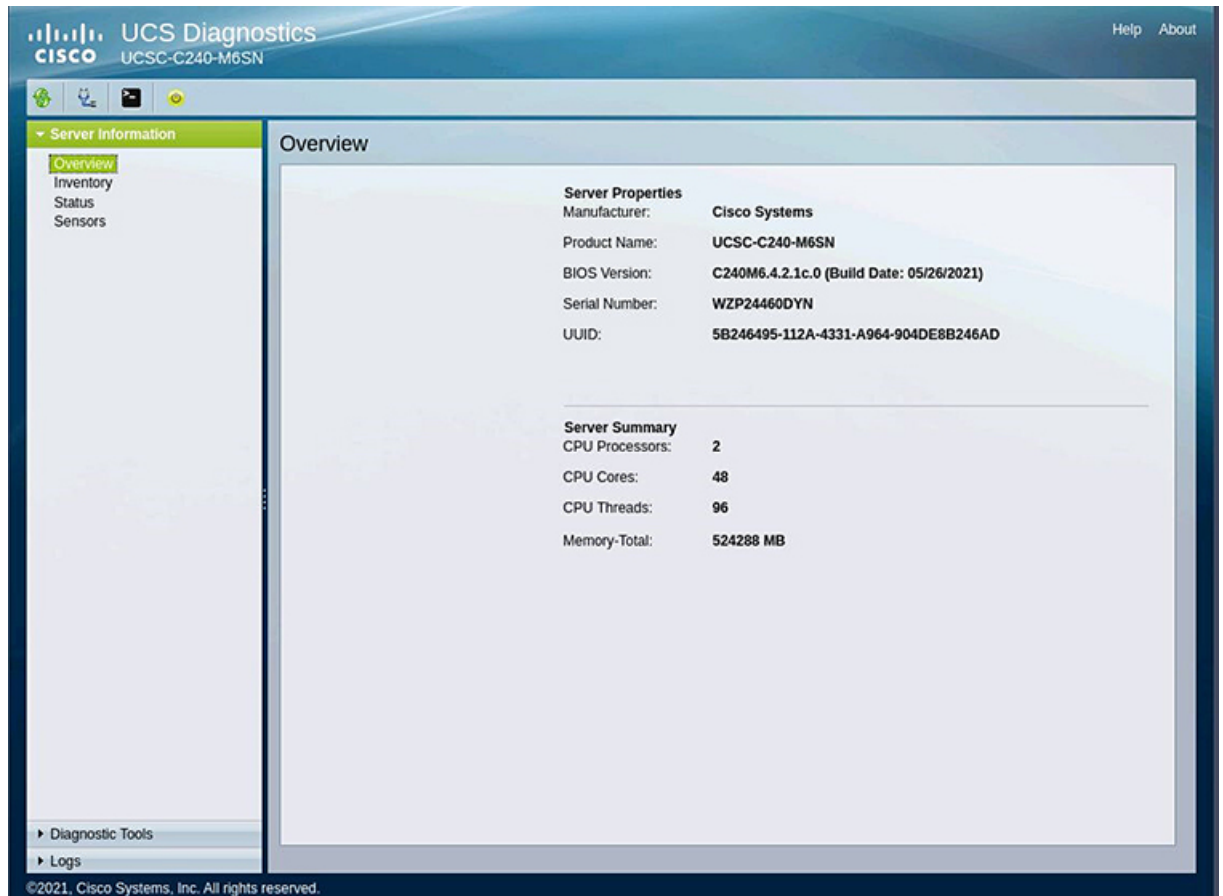 UCS Diagnostics
CISCO UCSC-C240-M6SN
Help About
Server Information
Overview
Inventory
Status
Sensors
Diagnostic Tools
Logs
Overview
Server Properties
Manufacturer: Cisco Systems
Product Name: UCSC-C240-M6SN
BIOS Version: C240M6.4.2.1c.0 (Build Date: 05/26/2021)
Serial Number: WZP24460DYN
UUID: 5B246495-112A-4331-A964-904DE8B246AD
Server Summary
CPU Processors: 2
CPU Cores: 48
CPU Threads: 96
Memory-Total: 524288 MB
©2021, Cisco Systems, Inc. All rights reserved.